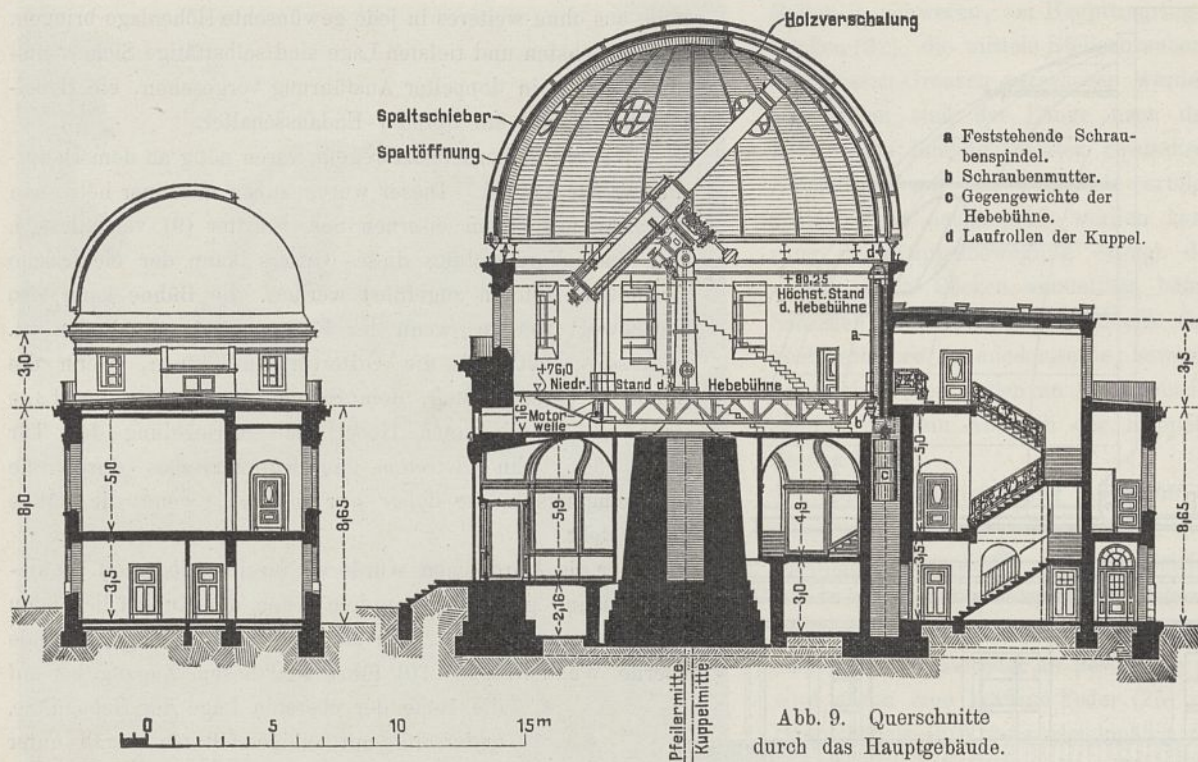 Holzverschalung
Spaltschieber
Spaltöffnung
a Feststehende Schrau-
benspindel.
b Schraubenmutter.
c Gegengewichte der
Hebebühne.
d Laufrollen der Kuppel.
d
+80,25
Höchst. Stand
d. Hebebühne
a
+76,0
Niedr. Stand d. Hebebühne
1,6
Motor-
welle
b
c
3,0
8,0
5,0
3,5
8,65
5,9
2,16
4,9
3,0
5,0
3,5
3,5
8,65
0 5 10 15 m
Pfeilermitte
Kuppelmitte
Abb. 9. Querschnitte
durch das Hauptgebäude.